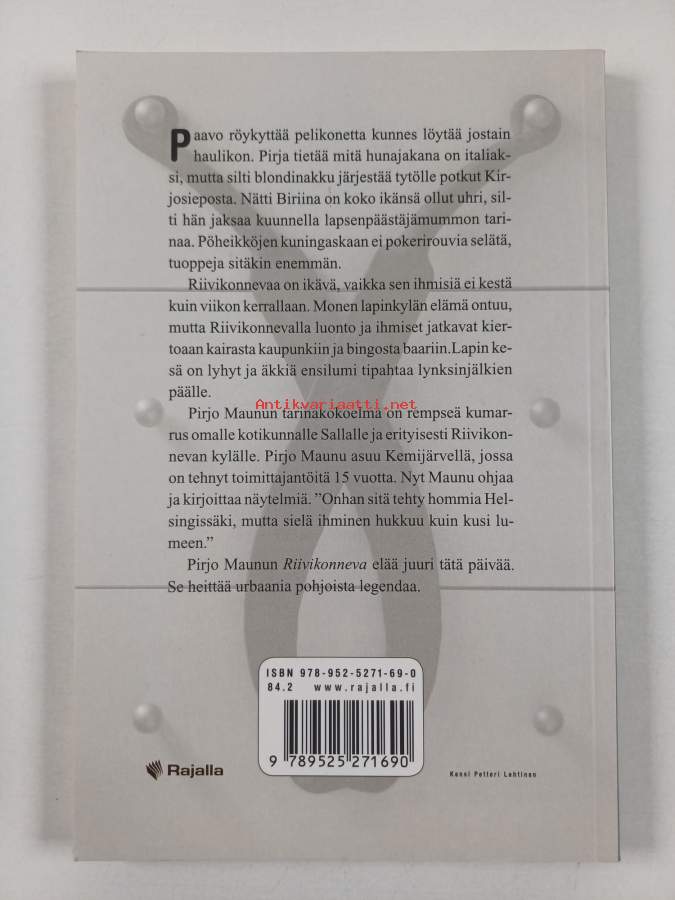 Paavo röykyttää pelikonetta kunnes löytää jostain
haulikon. Pirja tietää mitä hunajakana on italiak-
si, mutta silti blondinakku järjestää tytölle potkut Kir-
josieposta. Nätti Biriina on koko ikänsä ollut uhri, sil-
ti hän jaksaa kuunnella lapsenpäästäjämummon tari-
naa. Pöheikköjen kuningaskaan ei pokerirouvia selätä,
tuoppeja sitäkin enemmän.
Riivikonnevaa on ikävä, vaikka sen ihmisiä ei kestä
kuin viikon kerrallaan. Monen lapinkylän elämä ontuu,
mutta Riivikonnevalla luonto ja ihmiset jatkavat kier-
toaan kairasta kaupunkiin ja bingosta baariin.Lapin ke-
sä on lyhyt ja äkkiä ensilumi tipahtaa lynksinjälkien
päälle.
Antikvariaatti.net
Pirjo Maunun tarinakokoelma on rempseä kumar-
rus omalle kotikunnalle Sallalle ja erityisesti Riivikon-
nevan kylälle. Pirjo Maunu asuu Kemijärvellä, jossa
on tehnyt toimittajantöitä 15 vuotta. Nyt Maunu ohjaa
ja kirjoittaa näytelmiä. ”Onhan sitä tehty hommia Hel-
singissäki, mutta sielä ihminen hukkuu kuin kusi lu-
meen.”
Pirjo Maunun Riivikonneva elää juuri tätä päivää.
Se heittää urbaania pohjoista legendaa.
ISBN 978-952-5271-69-0
84.2 www.rajalla.fi
9 789525 271690
Rajalla
Kansi Petteri Lehtinen